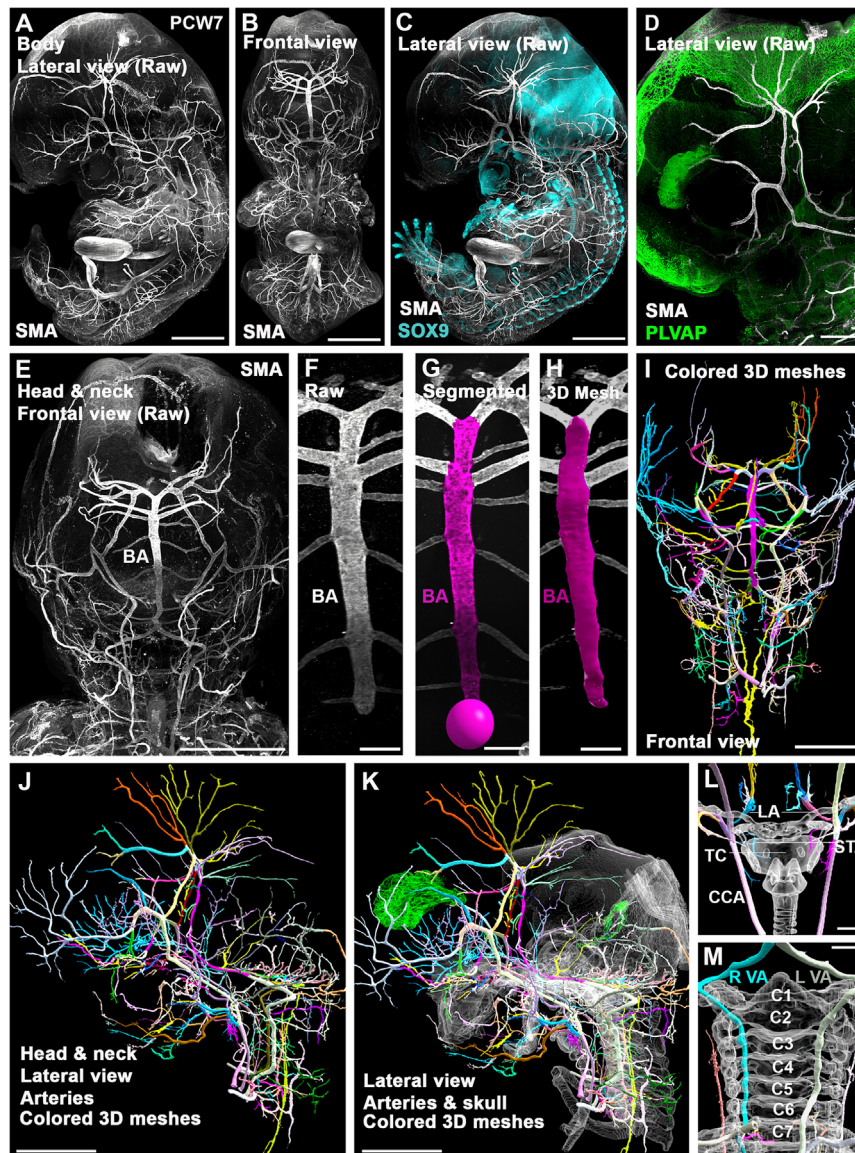 A
PCW7
Body
Lateral view (Raw)
SMA
B
Frontal view
SMA
C
Lateral view (Raw)
SMA
SOX9
D
Lateral view (Raw)
SMA
PLVAP
E
SMA
Head & neck
Frontal view (Raw)
BA
F
Raw
BA
G
Segmented
BA
H
3D Mesh
BA
I
Colored 3D meshes
Frontal view
J
Head & neck
Lateral view
Arteries
Colored 3D meshes
K
Lateral view
Arteries & skull
Colored 3D meshes
L
LA
TC
ST
CCA
M
R VA
L VA
C1
C2
C3
C4
C5
C6
C7